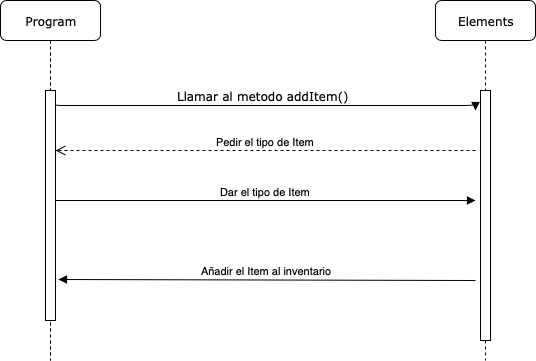 Program
Elements
Llamar al metodo addItem()
Pedir el tipo de Item
Dar el tipo de Item
Añadir el Item al inventario